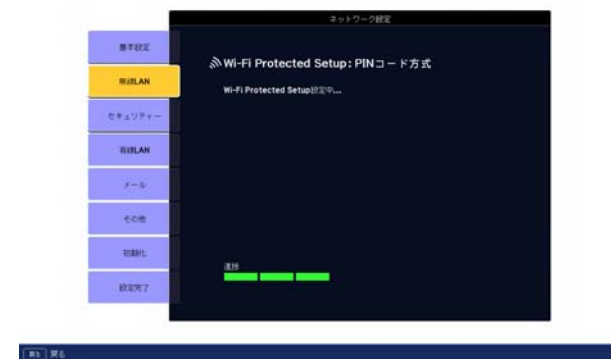 ネットワーク設定
基本設定
無線LAN
セキュリティー
有線LAN
メール
その他
初期化
設定完了
Wi-Fi Protected Setup: PINコード方式
Wi-Fi Protected Setup設定中...
進捗
戻る 戻る